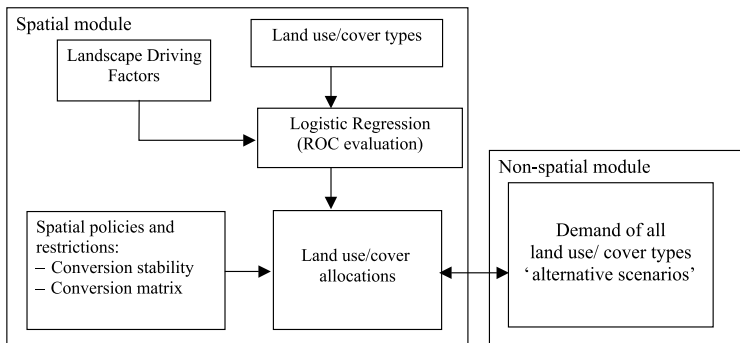 Spatial module
Landscape Driving
Factors
Land use/cover types
Logistic Regression
(ROC evaluation)
Spatial policies and
restrictions:
– Conversion stability
– Conversion matrix
Land use/cover
allocations
Non-spatial module
Demand of all
land use/ cover types
‘alternative scenarios’